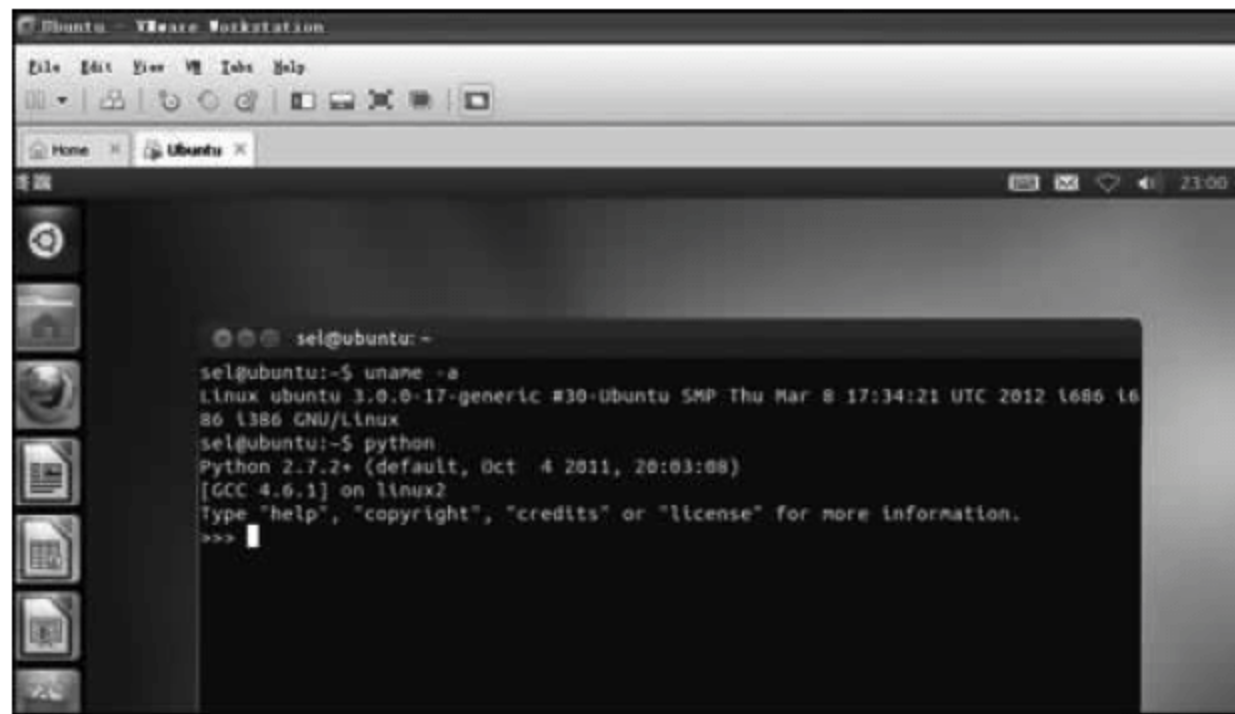 Ubuntu - VMware Workstation
File Edit View VM Tabs Help
Home Ubuntu
终端 23:00
sel@ubuntu: ~
sel@ubuntu:~$ uname -a
Linux ubuntu 3.0.0-17-generic #30-Ubuntu SMP Thu Mar 8 17:34:21 UTC 2012 i686 i6
86 i386 GNU/Linux
sel@ubuntu:~$ python
Python 2.7.2+ (default, Oct 4 2011, 20:03:08)
[GCC 4.6.1] on linux2
Type "help", "copyright", "credits" or "license" for more information.
>>>